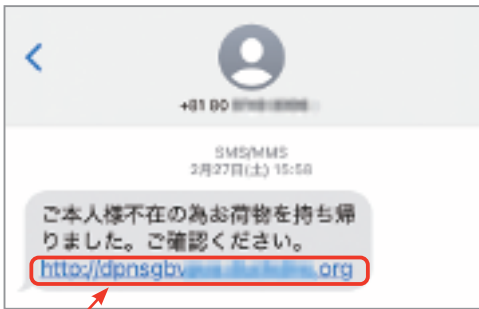 +81 80
SMS/MMS
2月27日(土) 15:58
ご本人様不在の為お荷物を持ち帰
りました。ご確認ください。
http://dpnsgbv .org